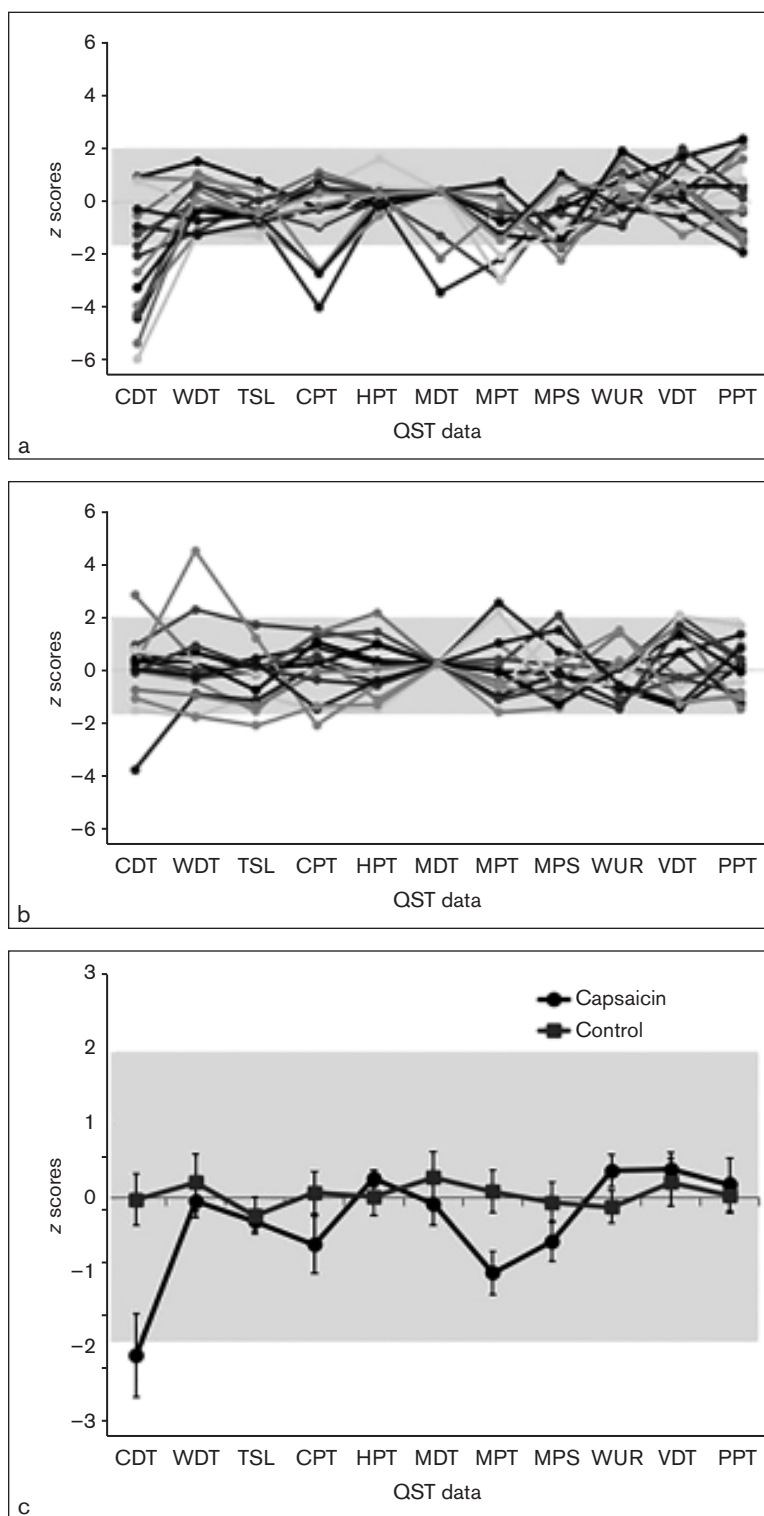 6
4
2
0
−2
−4
−6
z scores
CDT WDT TSL CPT HPT MDT MPT MPS WUR VDT PPT
QST data
a
6
4
2
0
−2
−4
−6
z scores
CDT WDT TSL CPT HPT MDT MPT MPS WUR VDT PPT
QST data
b
3
2
1
0
−1
−2
−3
z scores
Capsaicin
Control
CDT WDT TSL CPT HPT MDT MPT MPS WUR VDT PPT
QST data
c